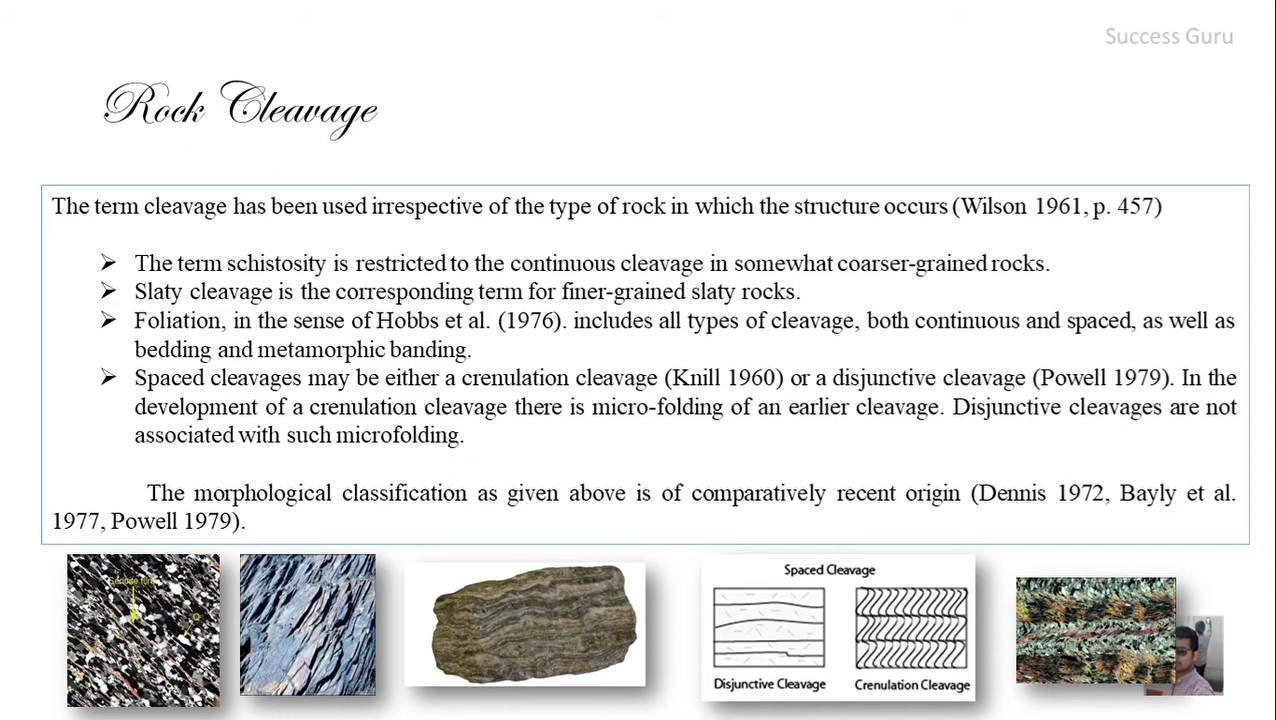 Success Guru
Rock Cleavage
The term cleavage has been used irrespective of the type of rock in which the structure occurs (Wilson 1961, p. 457)
➢ The term schistosity is restricted to the continuous cleavage in somewhat coarser-grained rocks.
➢ Slaty cleavage is the corresponding term for finer-grained slaty rocks.
➢ Foliation, in the sense of Hobbs et al. (1976). includes all types of cleavage, both continuous and spaced, as well as
bedding and metamorphic banding.
➢ Spaced cleavages may be either a crenulation cleavage (Knill 1960) or a disjunctive cleavage (Powell 1979). In the
development of a crenulation cleavage there is micro-folding of an earlier cleavage. Disjunctive cleavages are not
associated with such microfolding.
The morphological classification as given above is of comparatively recent origin (Dennis 1972, Bayly et al.
1977, Powell 1979).
Spaced Cleavage
Disjunctive Cleavage
Crenulation Cleavage